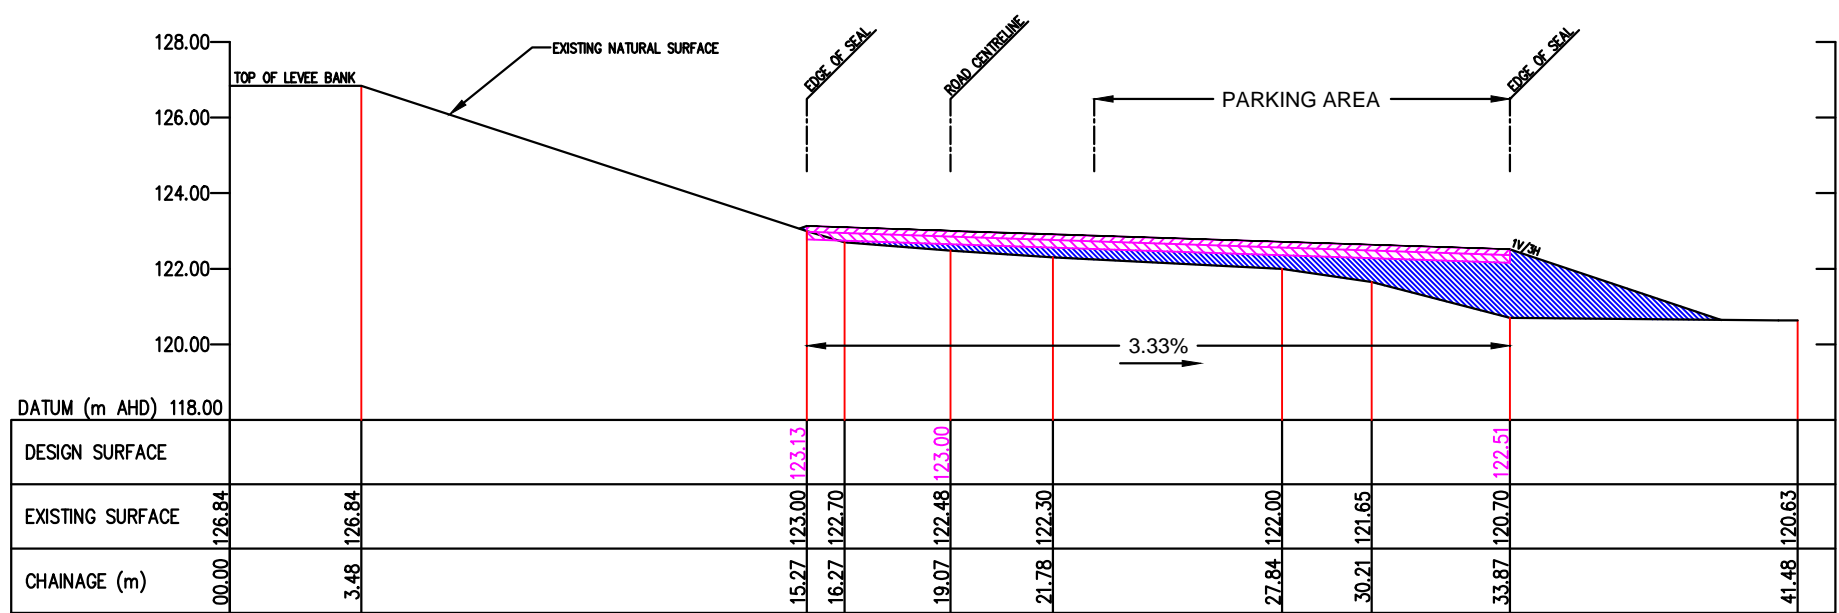 128.00
126.00
124.00
122.00
120.00
TOP OF LEVEE BANK
EXISTING NATURAL SURFACE
EDGE OF SEAL
ROAD CENTRELINE
PARKING AREA
EDGE OF SEAL
1V/3H
3.33%
DATUM (m AHD) 118.00
DESIGN SURFACE 123.13 123.00 122.51
EXISTING SURFACE 126.84 126.84 123.00 122.70 122.48 122.30 122.00 121.65 120.70 120.63
CHAINAGE (m) 00.00 3.48 15.27 16.27 19.07 21.78 27.84 30.21 33.87 41.48